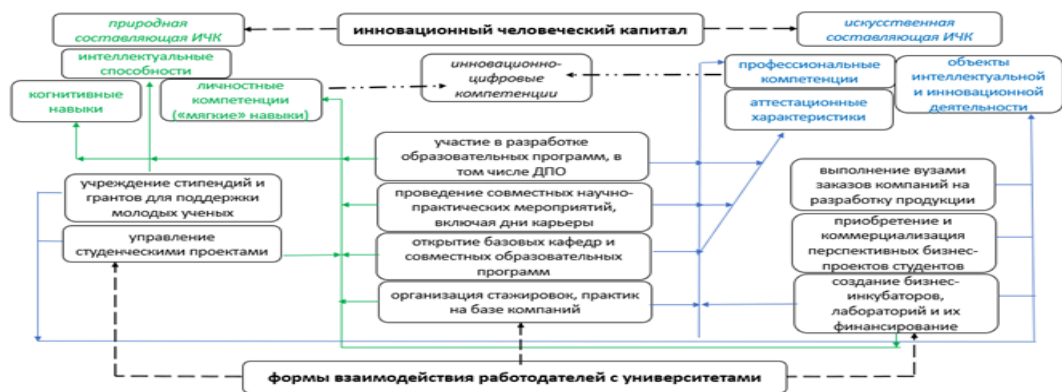 природная
составляющая ИЧК
инновационный человеческий капитал
искусственная
составляющая ИЧК
интеллектуальные
способности
когнитивные
навыки
личностные
компетенции
(«мягкие» навыки)
инновационно-
цифровые
компетенции
профессиональные
компетенции
аттестационные
характеристики
объекты
интеллектуальной
и инновационной
деятельности
участие в разработке
образовательных программ, в
том числе ДПО
учреждение стипендий и
грантов для поддержки
молодых ученых
проведение совместных научно-
практических мероприятий,
включая дни карьеры
выполнение вузами
заказов компаний на
разработку продукции
управление
студенческими проектами
открытие базовых кафедр и
совместных образовательных
программ
приобретение и
коммерциализация
перспективных бизнес-
проектов студентов
организация стажировок, практик
на базе компаний
создание бизнес-
инкубаторов,
лабораторий и их
финансирование
формы взаимодействия работодателей с университетами